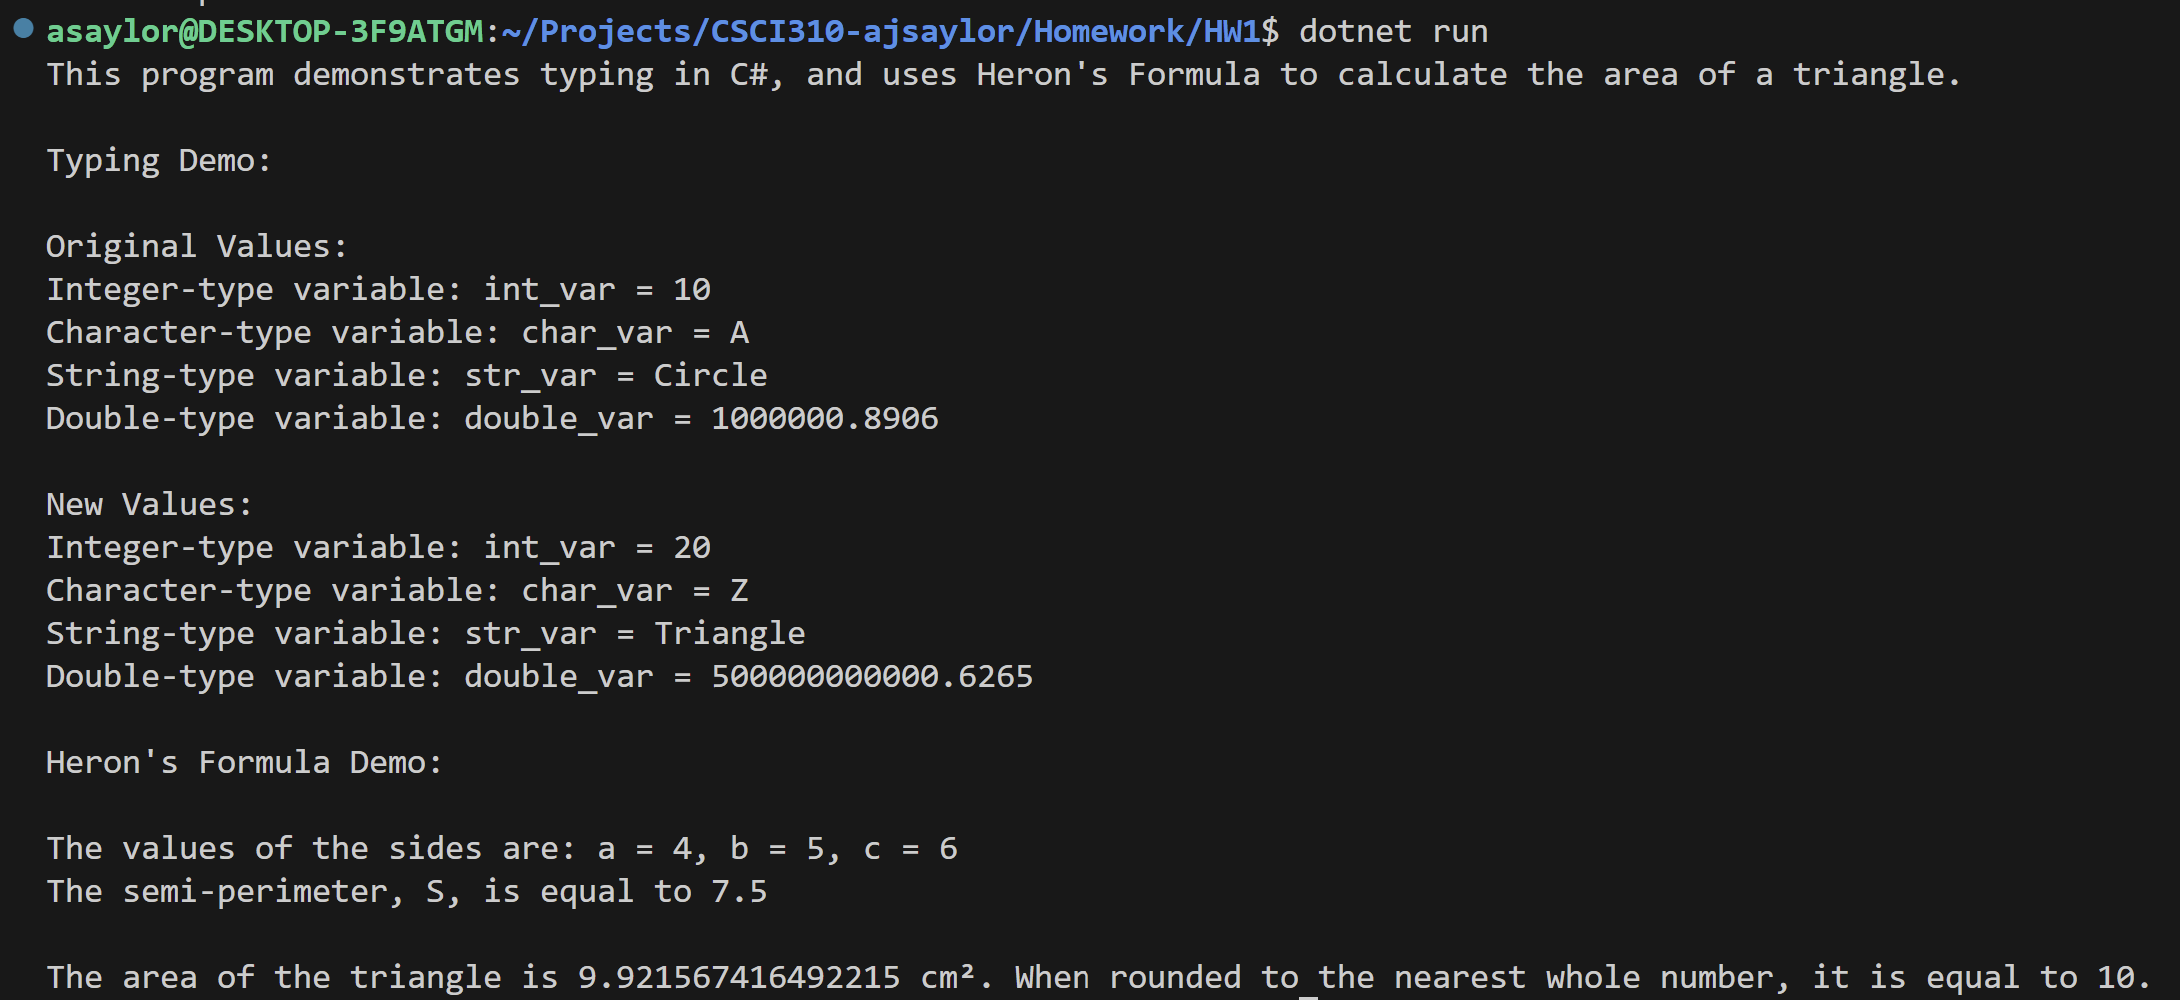 asaylor@DESKTOP-3F9ATGM:~/Projects/CSCI310-ajsaylor/Homework/HW1$ dotnet run
This program demonstrates typing in C#, and uses Heron's Formula to calculate the area of a triangle.
Typing Demo:
Original Values:
Integer-type variable: int_var = 10
Character-type variable: char_var = A
String-type variable: str_var = Circle
Double-type variable: double_var = 1000000.8906
New Values:
Integer-type variable: int_var = 20
Character-type variable: char_var = Z
String-type variable: str_var = Triangle
Double-type variable: double_var = 500000000000.6265
Heron's Formula Demo:
The values of the sides are: a = 4, b = 5, c = 6
The semi-perimeter, S, is equal to 7.5
The area of the triangle is 9.921567416492215 cm². When rounded to the nearest whole number, it is equal to 10.